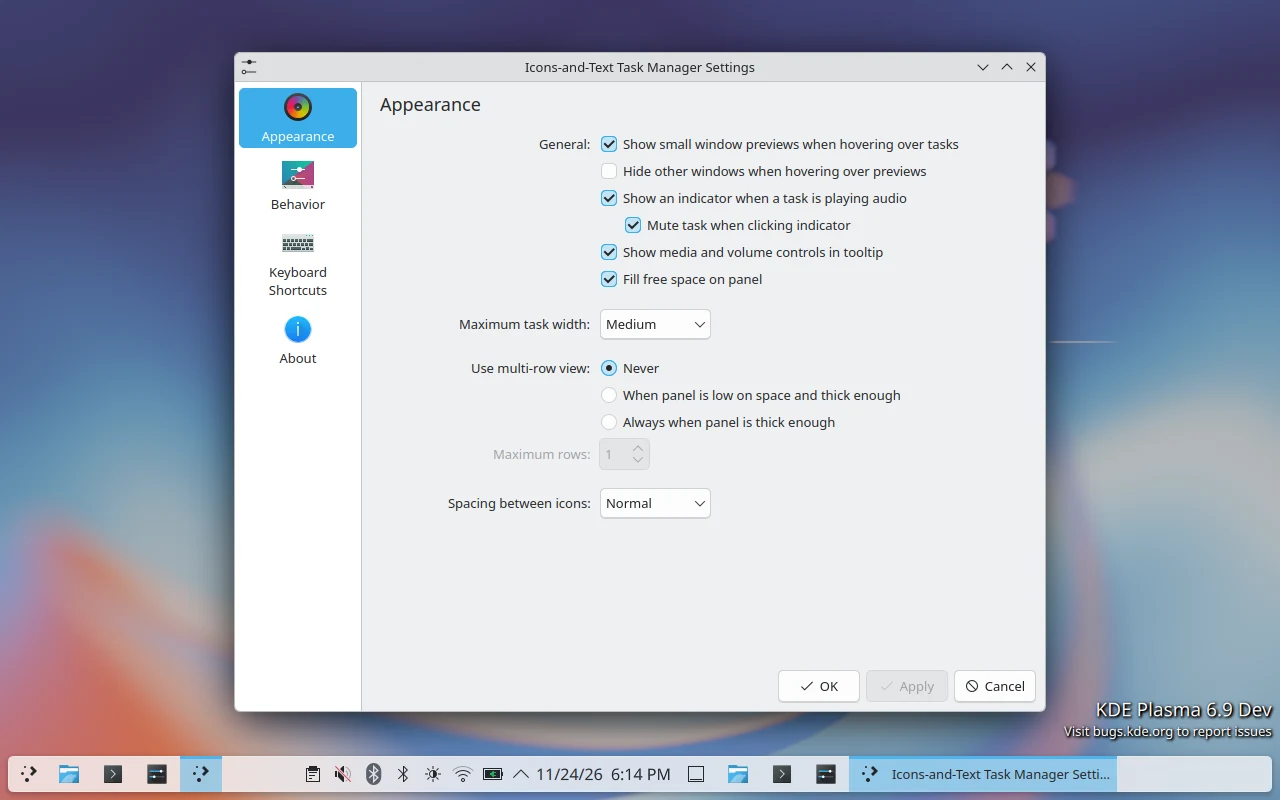 Icons-and-Text Task Manager Settings
Appearance
Behavior
Keyboard
Shortcuts
About
Appearance
General:
Show small window previews when hovering over tasks
Hide other windows when hovering over previews
Show an indicator when a task is playing audio
Mute task when clicking indicator
Show media and volume controls in tooltip
Fill free space on panel
Maximum task width: Medium
Use multi-row view: Never
When panel is low on space and thick enough
Always when panel is thick enough
Maximum rows: 1
Spacing between icons: Normal
OK Apply Cancel
KDE Plasma 6.9 Dev
Visit bugs.kde.org to report issues
11/24/26 6:14 PM
Icons-and-Text Task Manager Setti...